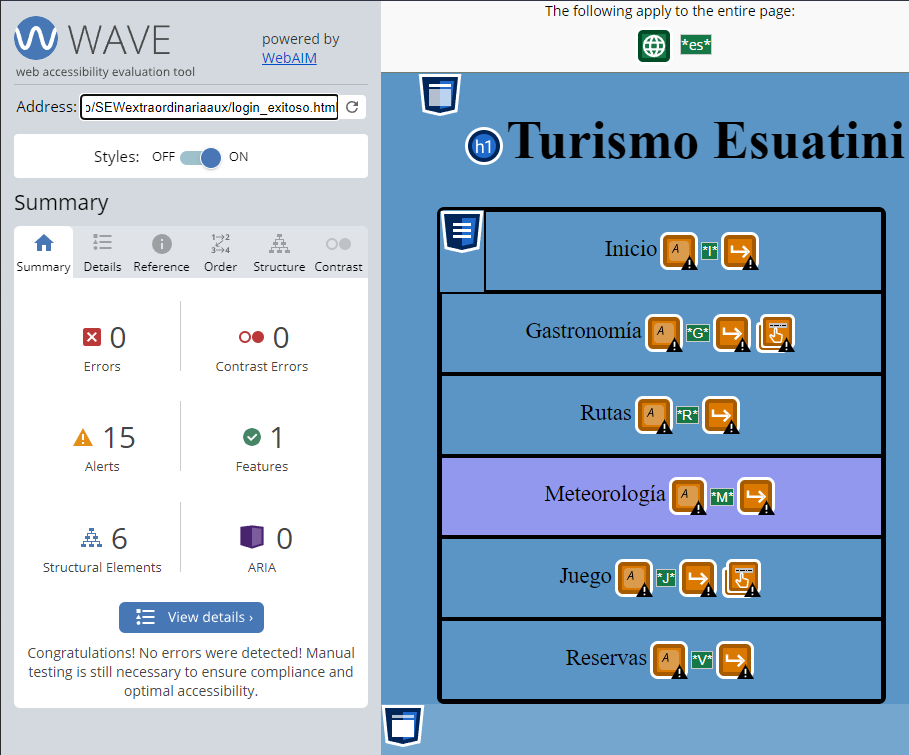 WAVE
web accessibility evaluation tool
powered by
WebAIM
Address: o/SEWextraordinariaaux/login_exitoso.html
Styles: OFF ON
Summary
Summary Details Reference Order Structure Contrast
0
Errors
0
Contrast Errors
15
Alerts
1
Features
6
Structural Elements
0
ARIA
View details ›
Congratulations! No errors were detected! Manual
testing is still necessary to ensure compliance and
optimal accessibility.
The following apply to the entire page:
*es*
h1 Turismo Esuatini
Inicio A *I*
Gastronomía A *G*
Rutas A *R*
Meteorología A *M*
Juego A *J*
Reservas A *V*